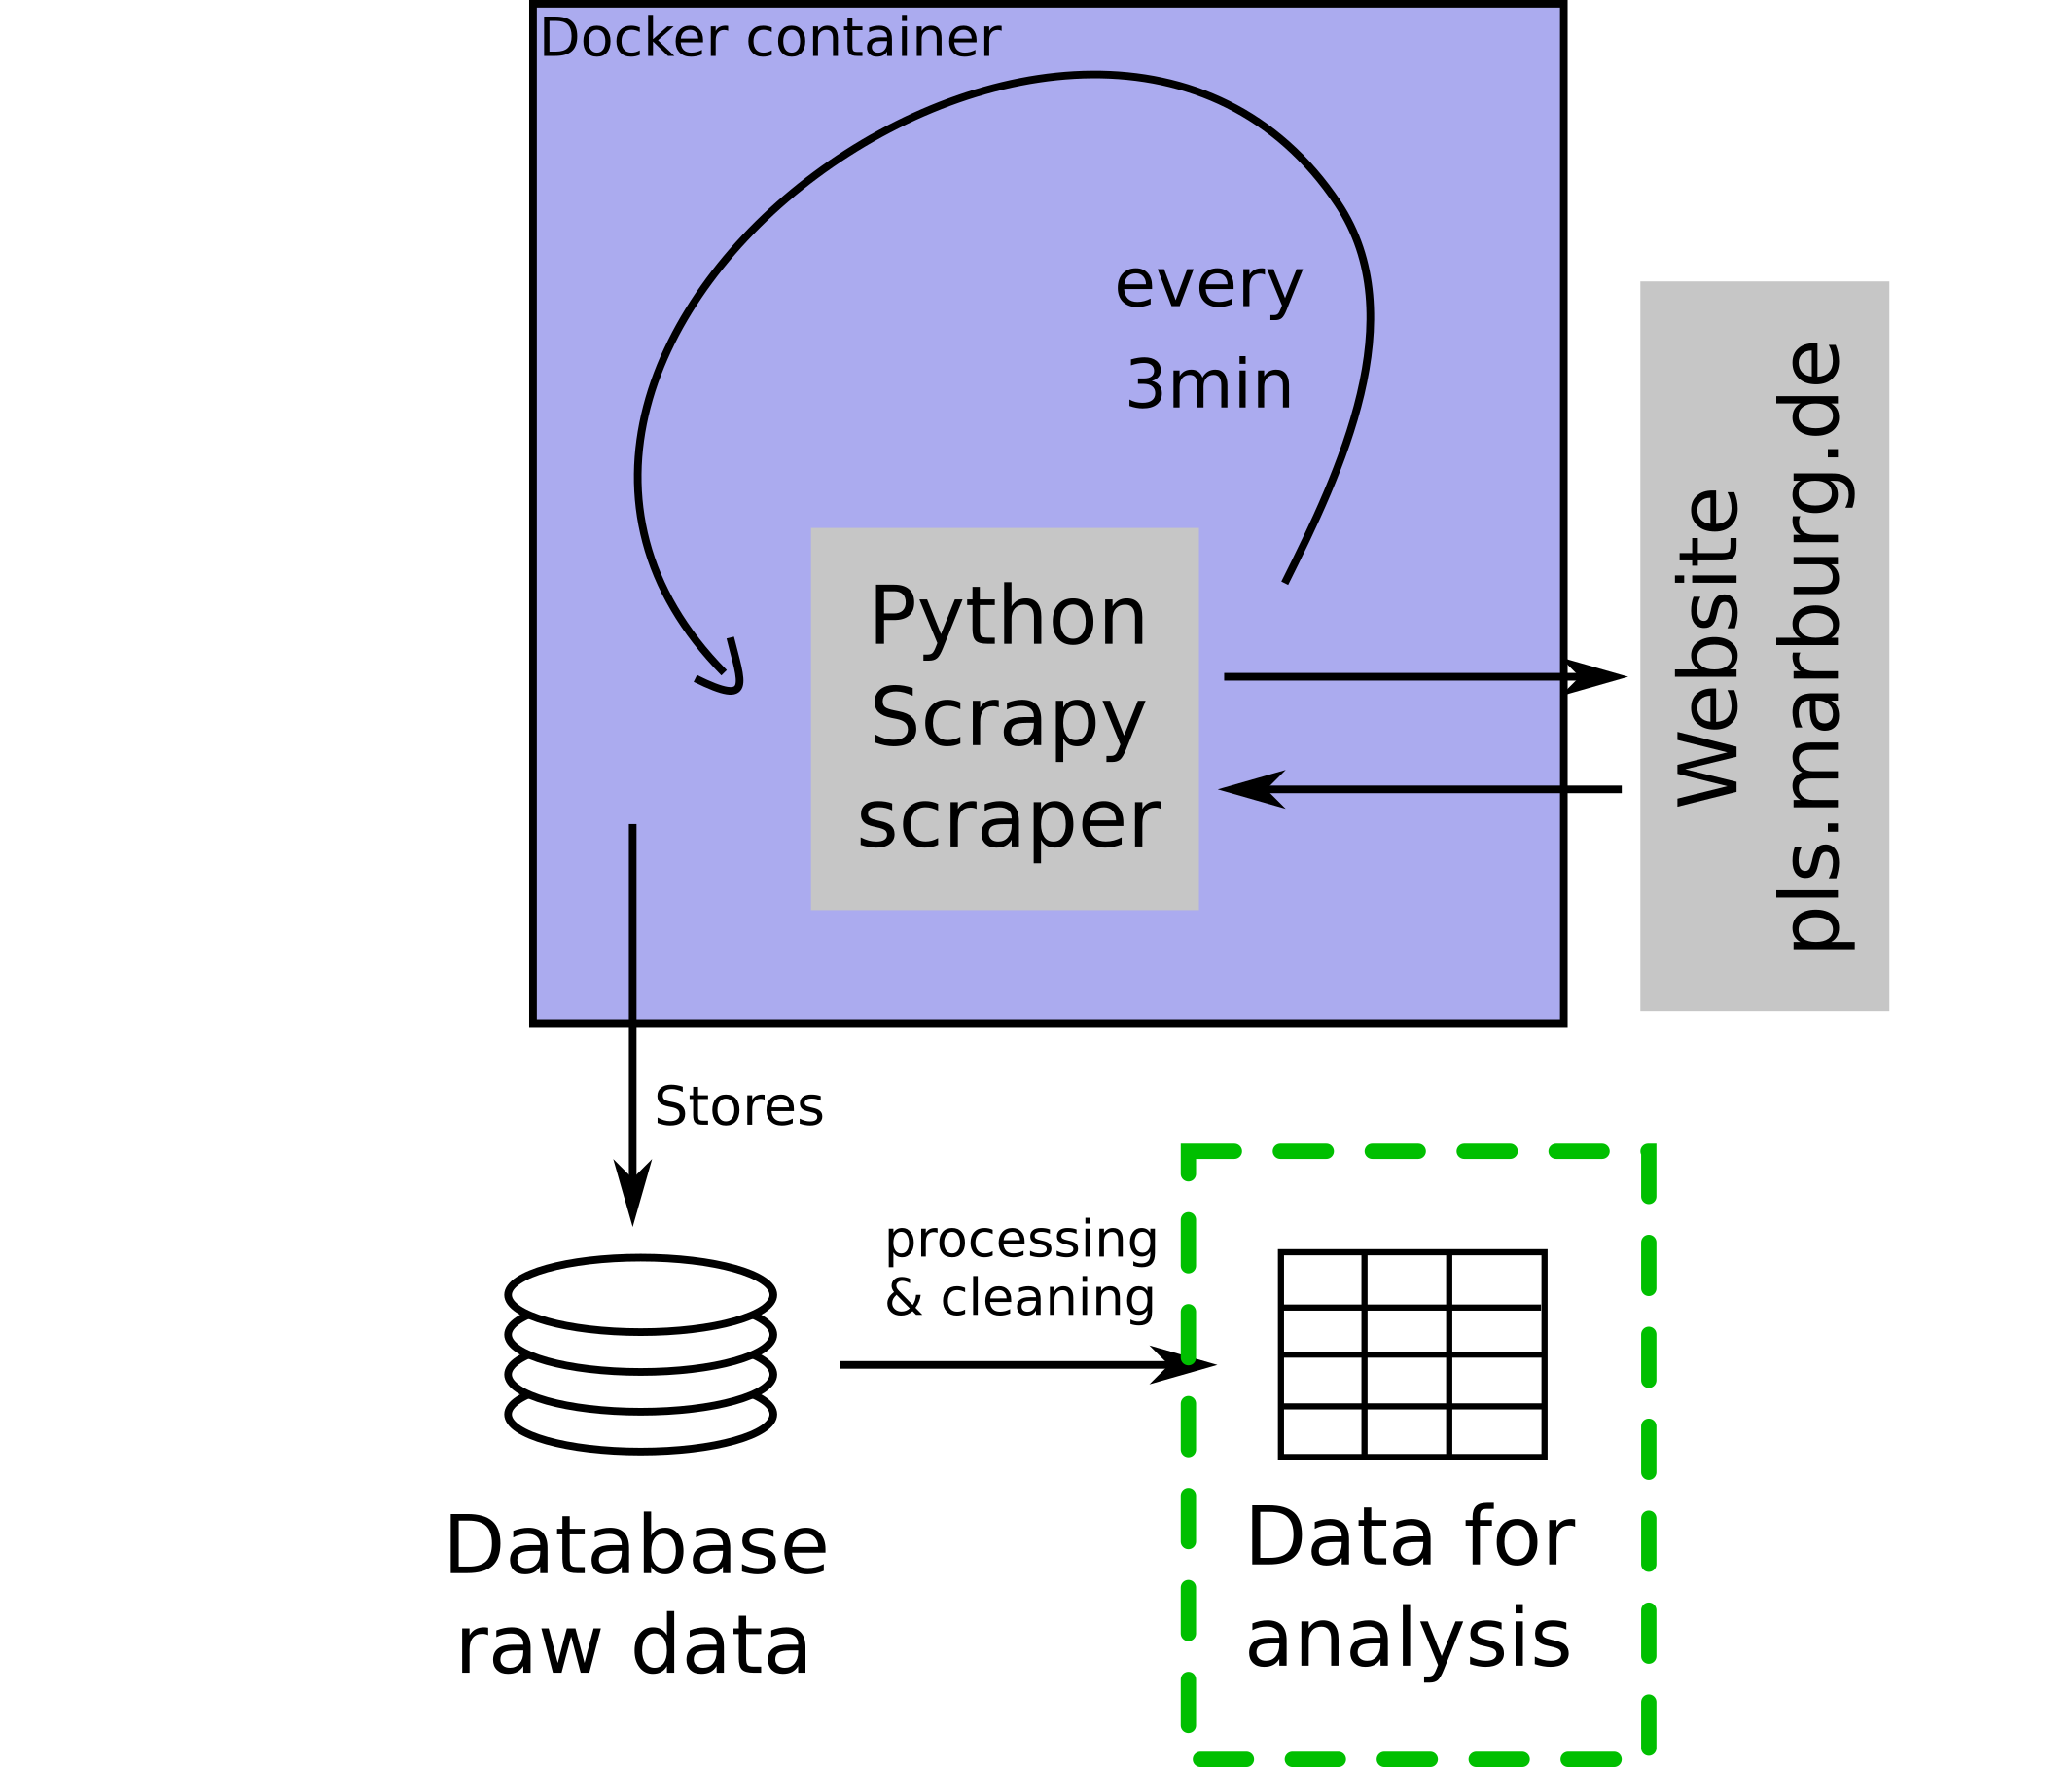 Docker container
every
3min
Python
Scrapy
scraper
Website
pls.marburg.de
Stores
processing
& cleaning
Database
raw data
Data for
analysis